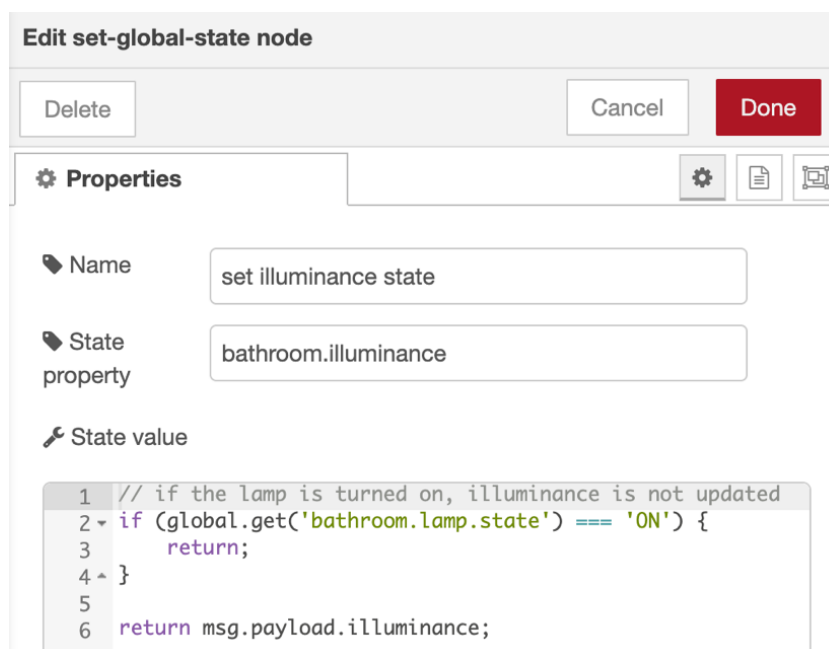 Edit set-global-state node
Delete
Cancel
Done
Properties
Name
set illuminance state
State
property
bathroom.illuminance
State value
1 // if the lamp is turned on, illuminance is not updated
2 if (global.get('bathroom.lamp.state') === 'ON') {
3     return;
4 }
5
6 return msg.payload.illuminance;